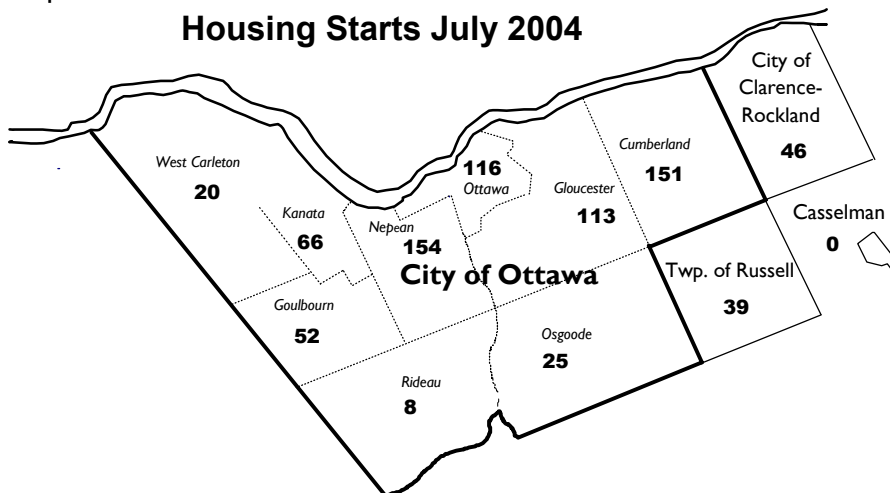 Housing Starts July 2004
City of
Clarence-
Rockland
46
Cumberland
151
116
Ottawa
West Carleton
20
Gloucester
113
Kanata
66
Nepean
154
Casselman
0
City of Ottawa
Twp. of Russell
39
Goulbourn
52
Osgoode
25
Rideau
8